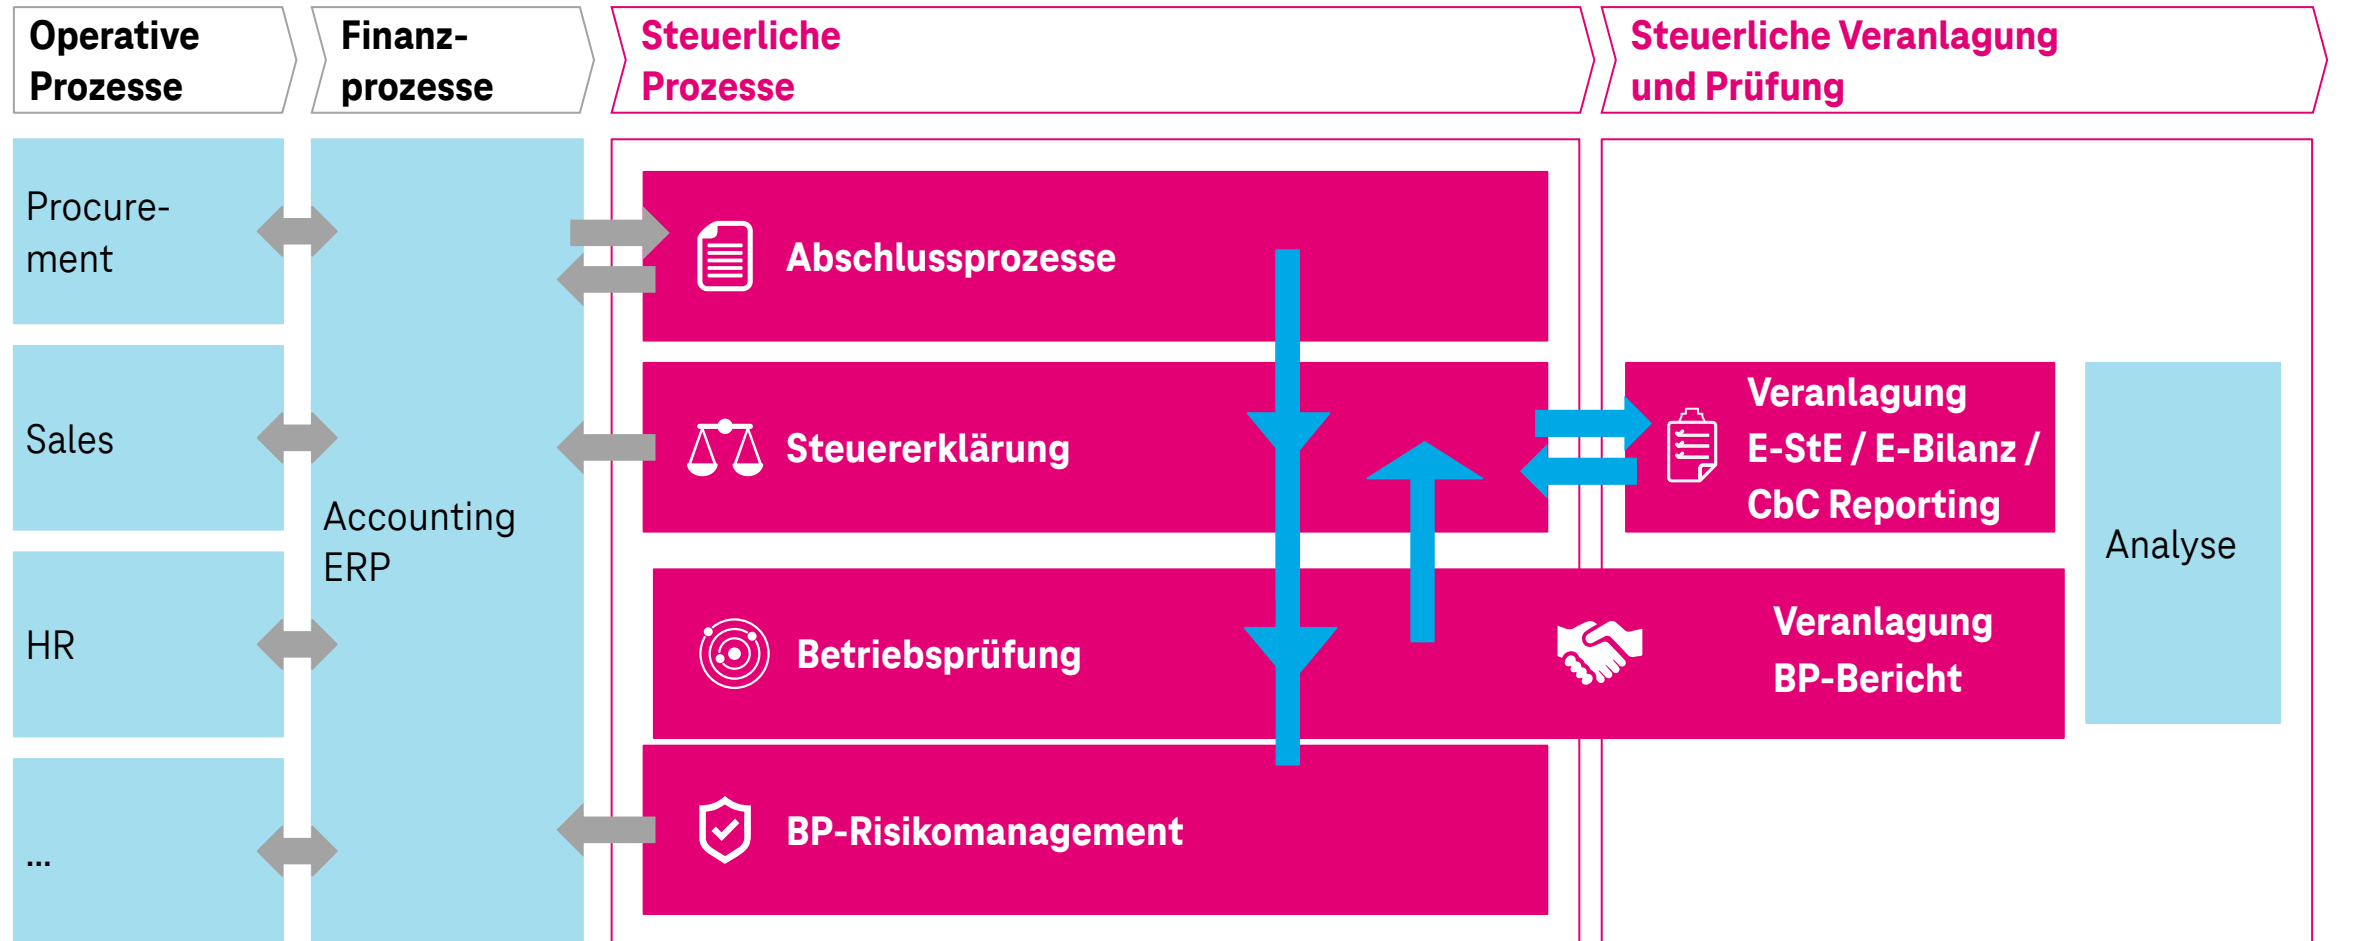 Operative
Prozesse
Finanz-
prozesse
Steuerliche
Prozesse
Steuerliche Veranlagung
und Prüfung
Procure-
ment
Sales
HR
...
Accounting
ERP
Abschlussprozesse
Steuererklärung
Betriebsprüfung
BP-Risikomanagement
Veranlagung
E-StE / E-Bilanz /
CbC Reporting
Veranlagung
BP-Bericht
Analyse